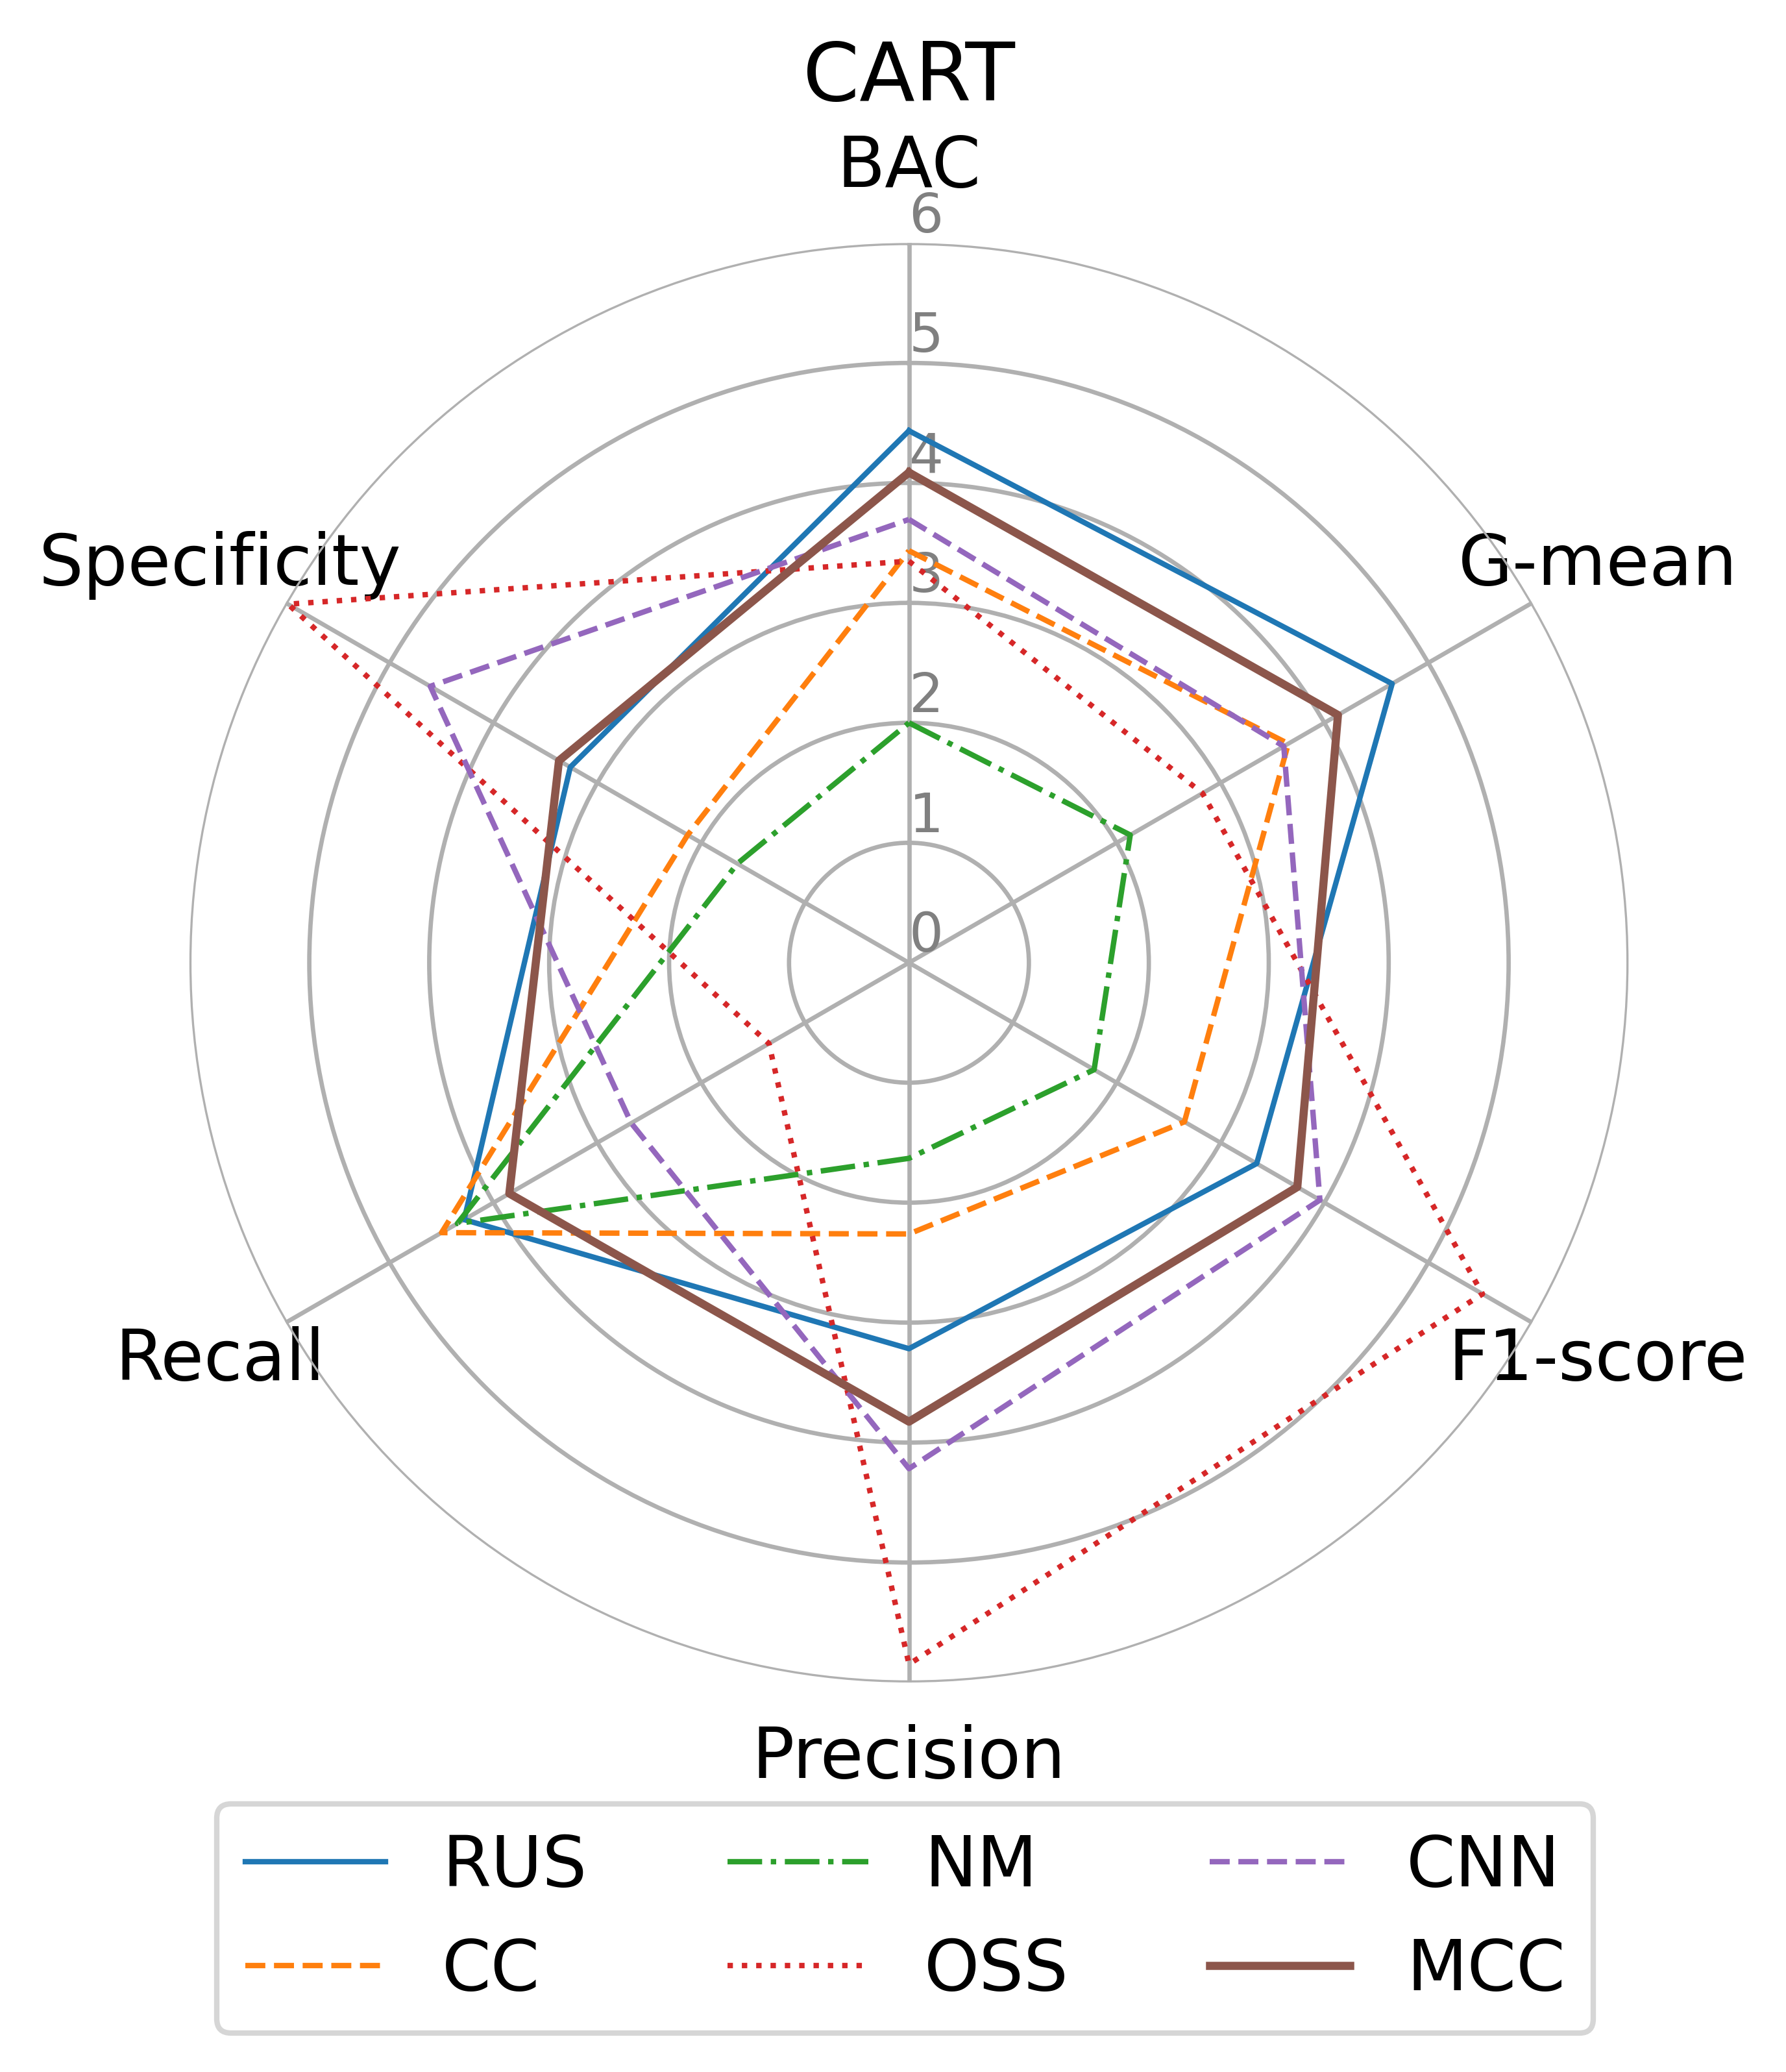 CART
BAC
6
5
4
3
2
1
0
Specificity
G-mean
Recall
F1-score
Precision
RUS NM CNN
CC OSS MCC